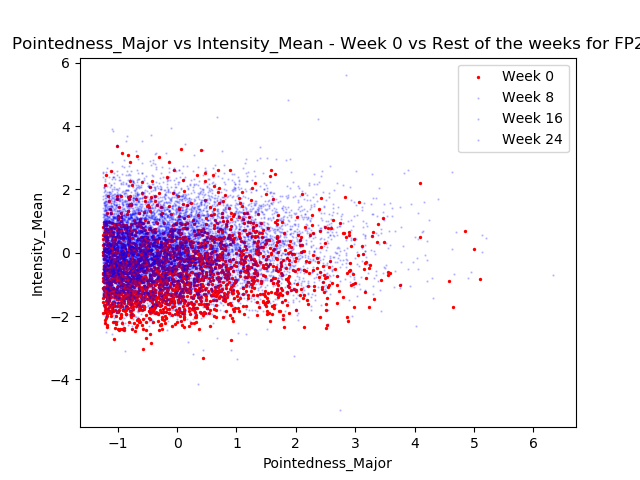 Pointedness_Major vs Intensity_Mean - Week 0 vs Rest of the weeks for FP2
Week 0
Week 8
Week 16
Week 24
6
4
2
0
−2
−4
Intensity_Mean
−1 0 1 2 3 4 5 6
Pointedness_Major